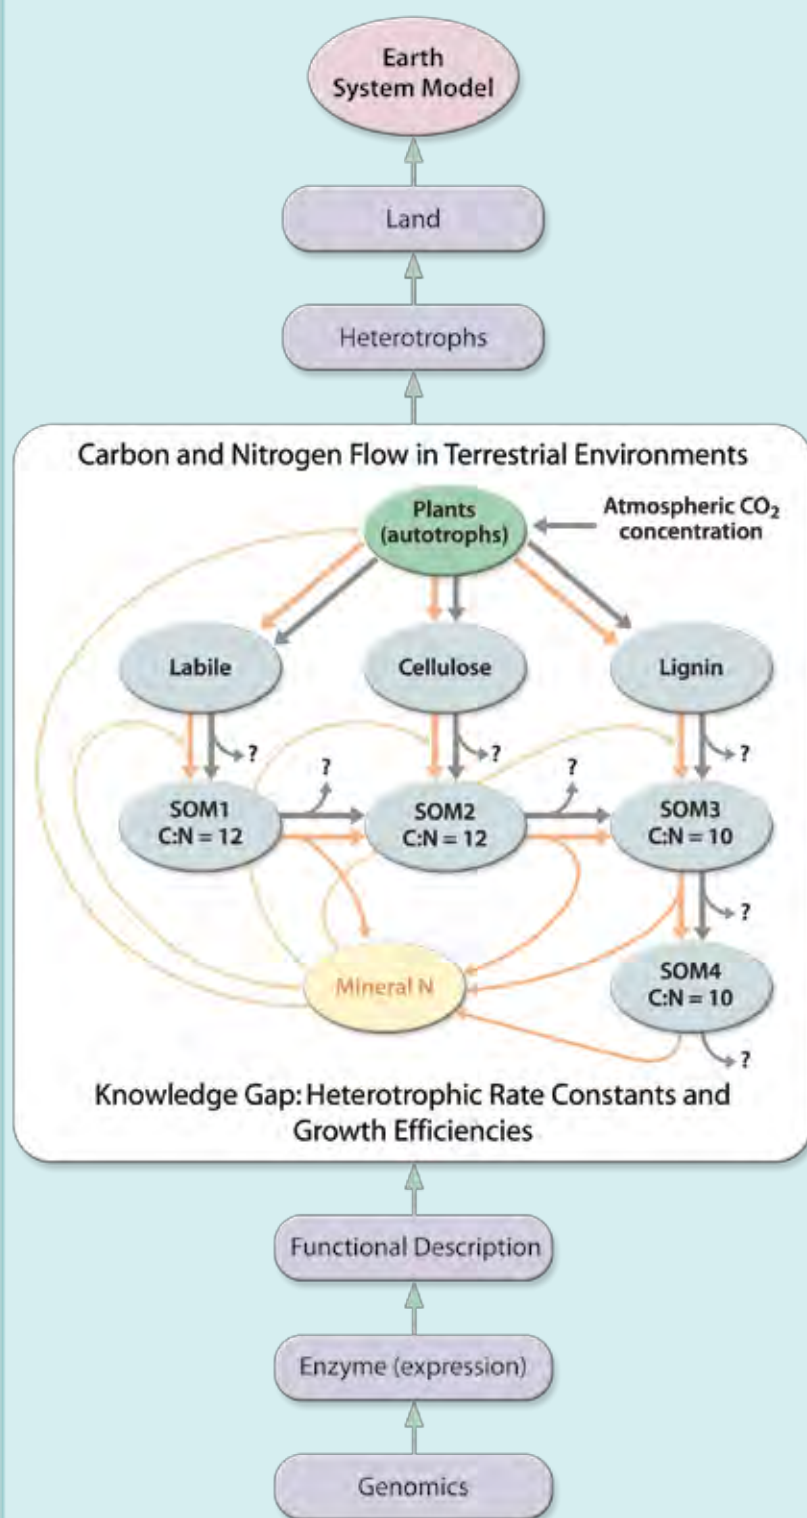 Earth
System Model
Land
Heterotrophs
Carbon and Nitrogen Flow in Terrestrial Environments
Plants
(autotrophs)
Atmospheric CO₂
concentration
Labile
Cellulose
Lignin
?
?
?
?
?
SOM1
C:N = 12
SOM2
C:N = 12
SOM3
C:N = 10
?
Mineral N
SOM4
C:N = 10
?
Knowledge Gap: Heterotrophic Rate Constants and
Growth Efficiencies
Functional Description
Enzyme (expression)
Genomics